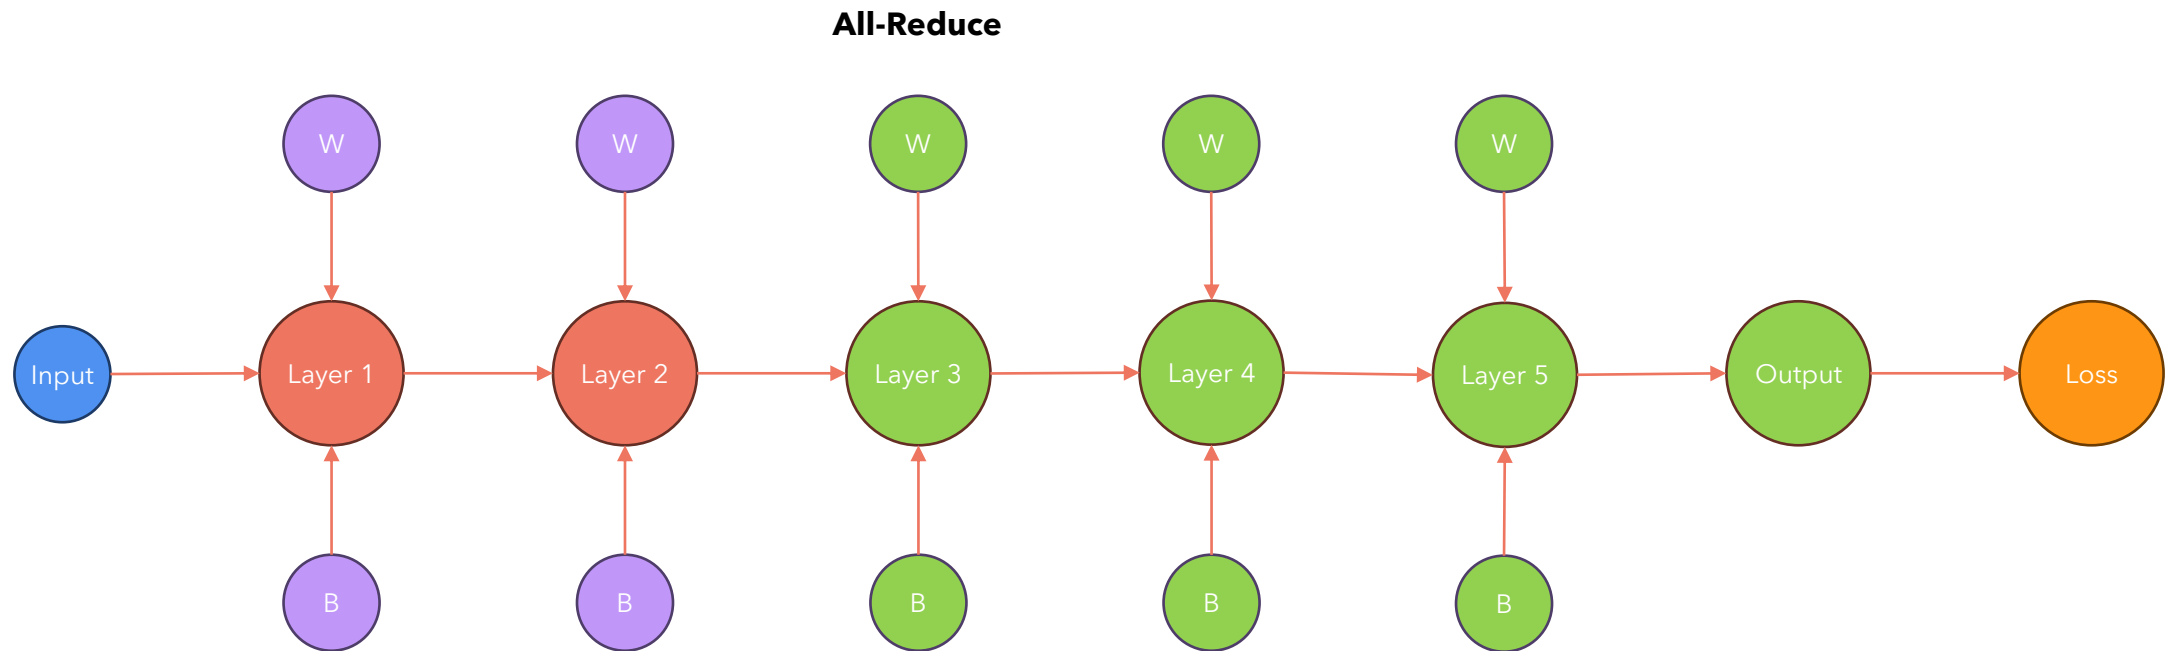 All-Reduce
W
W
W
W
W
Input
Layer 1
Layer 2
Layer 3
Layer 4
Layer 5
Output
Loss
B
B
B
B
B